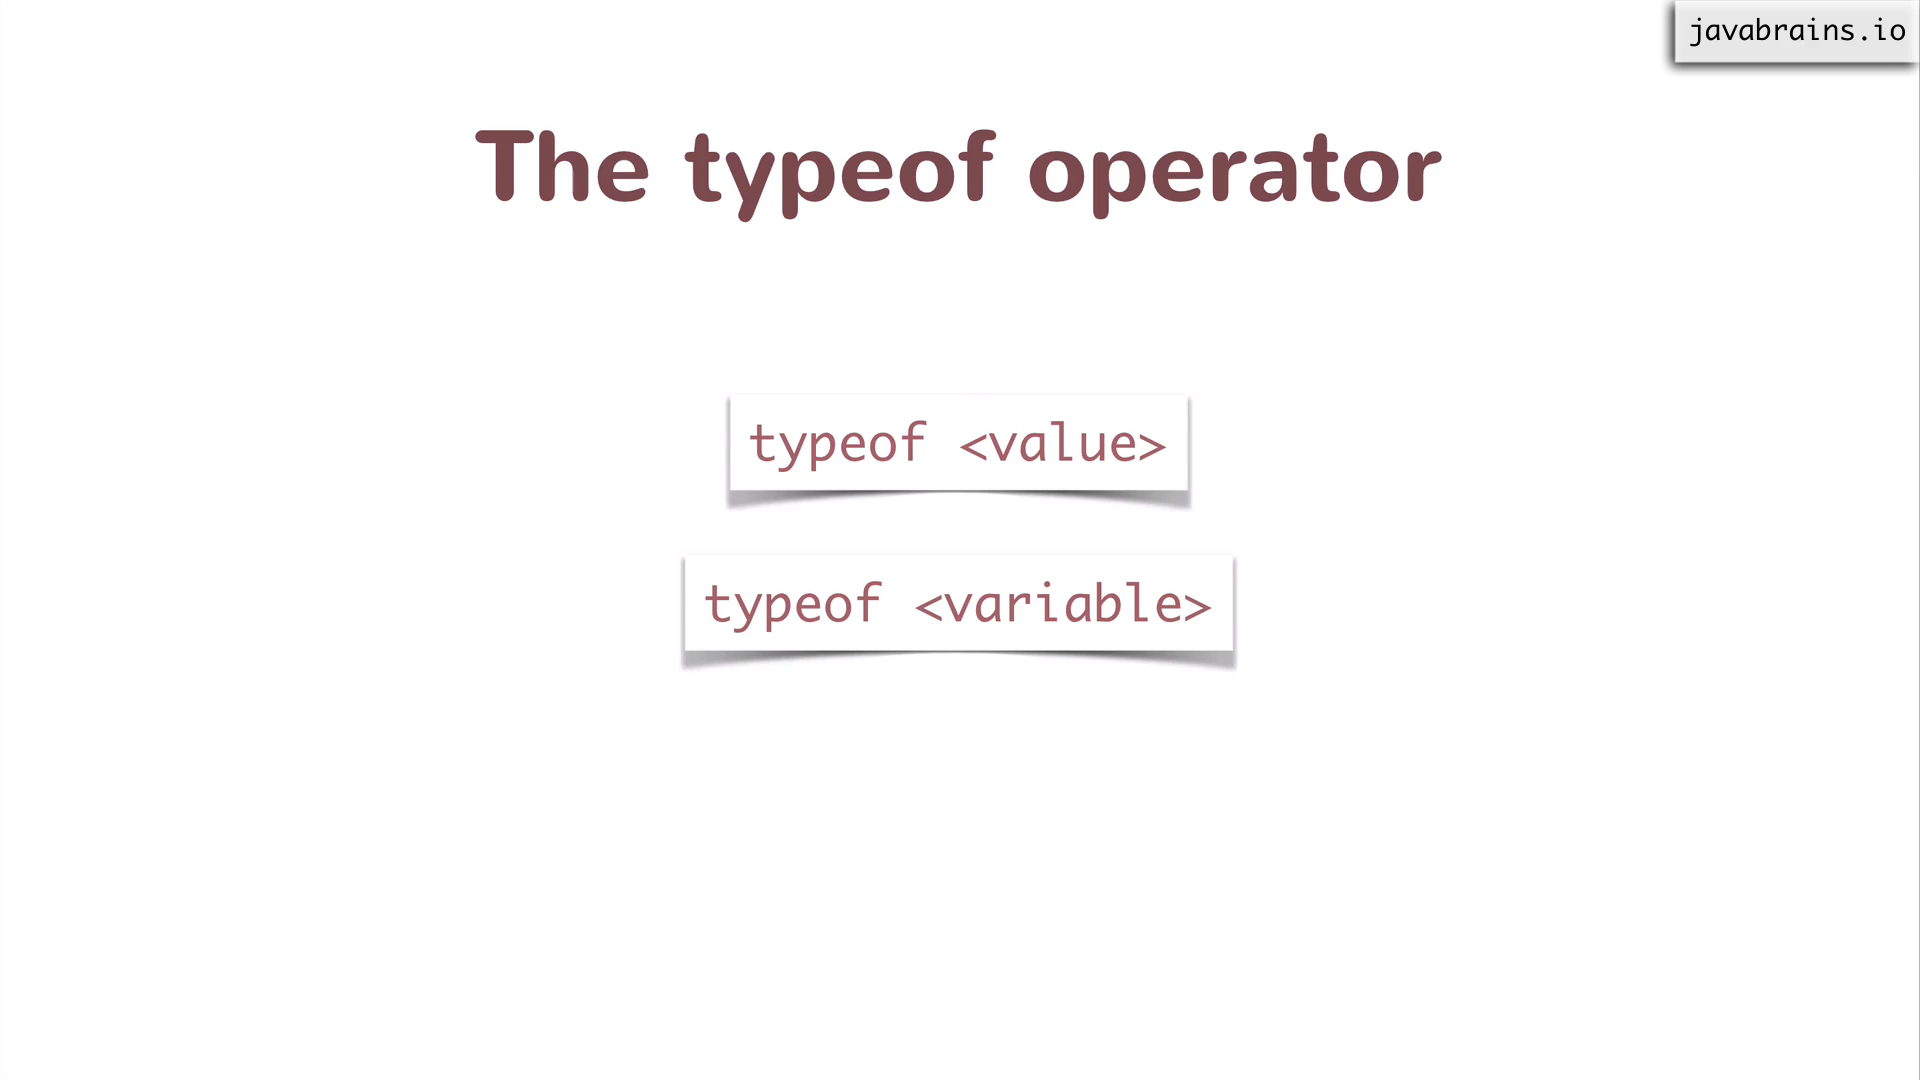 javabrains.io
The typeof operator
typeof <value>
typeof <variable>